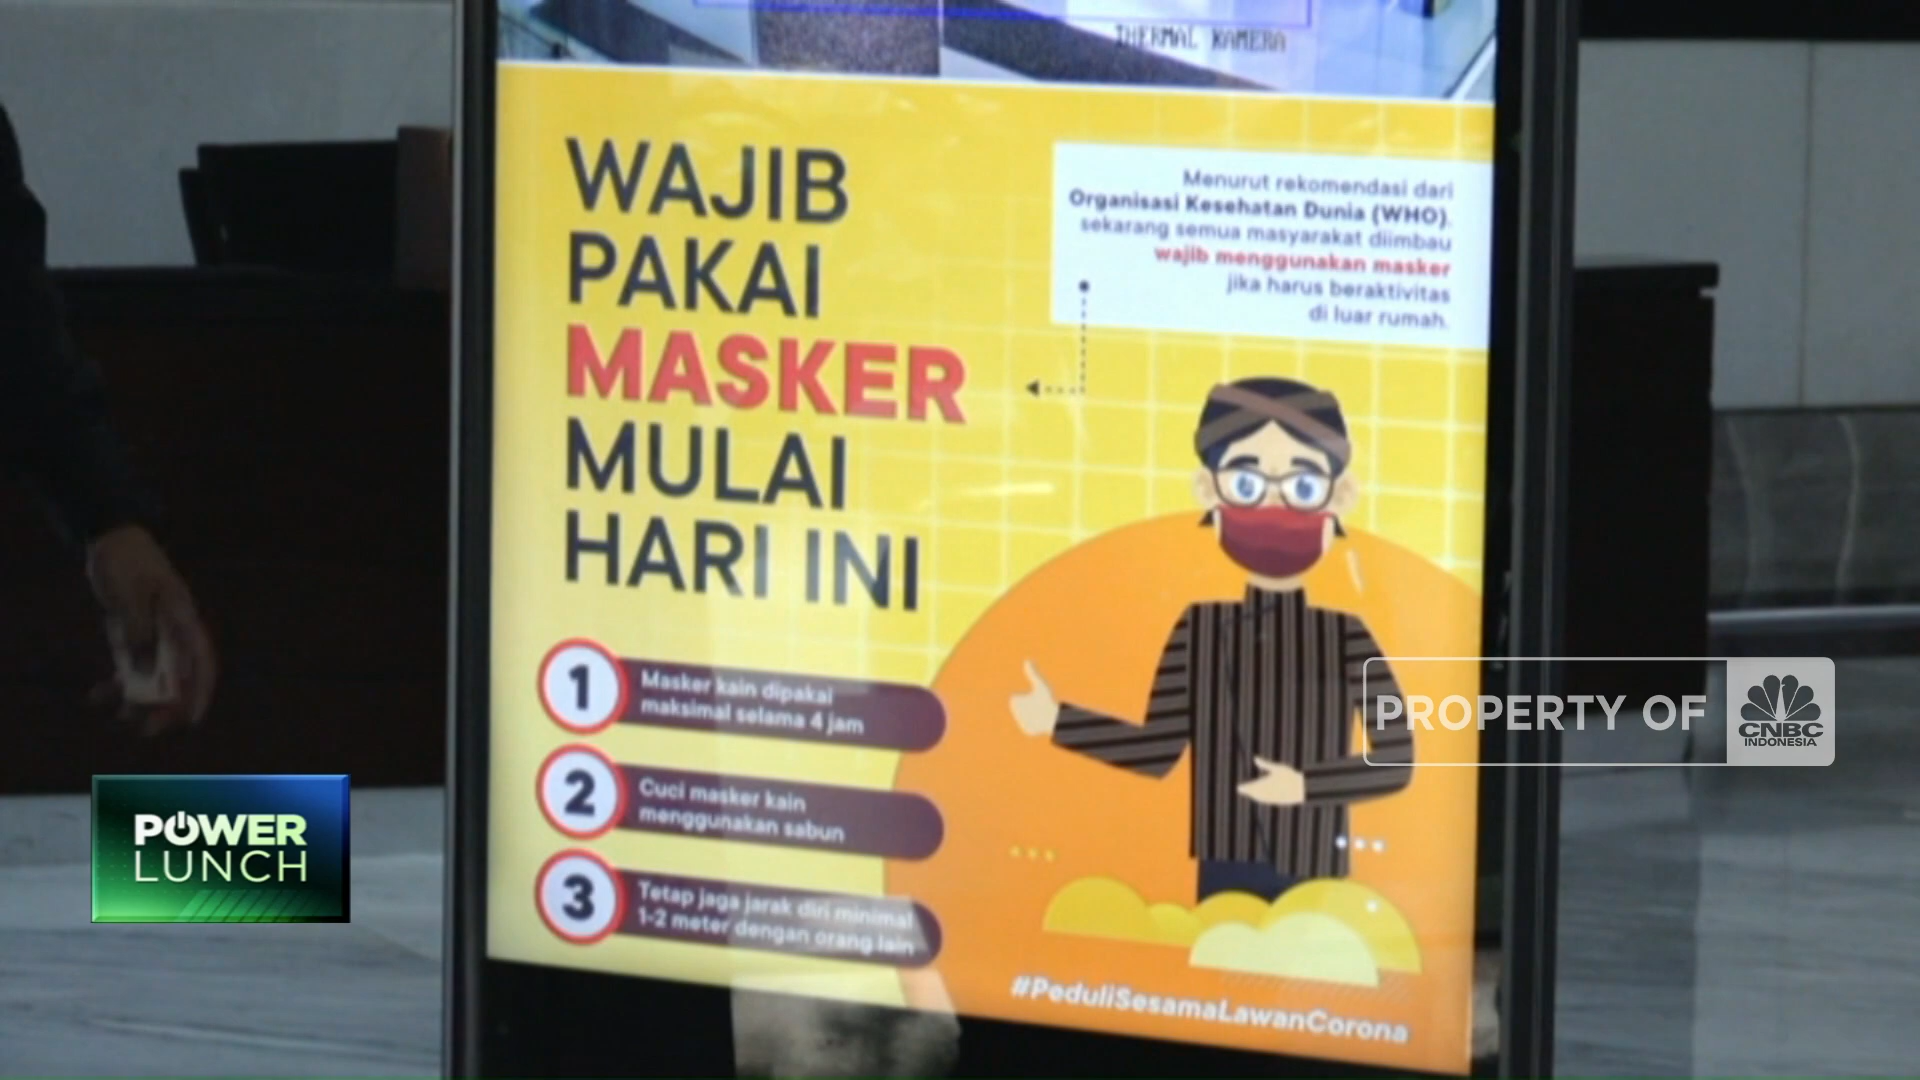 THERMAL KAMERA
WAJIB
PAKAI
MASKER
MULAI
HARI INI
Menurut rekomendasi dari
Organisasi Kesehatan Dunia (WHO).
sekarang semua masyarakat diimbau
wajib menggunakan masker
jika harus beraktivitas
di luar rumah.
1
Masker kain dipakai
maksimal selama 4 jam
2
Cuci masker kain
menggunakan sabun
3
Tetap jaga jarak diri minimal
1-2 meter dengan orang lain
#PeduliSesamaLawanCorona
PROPERTY OF
CNBC
INDONESIA
POWER
LUNCH